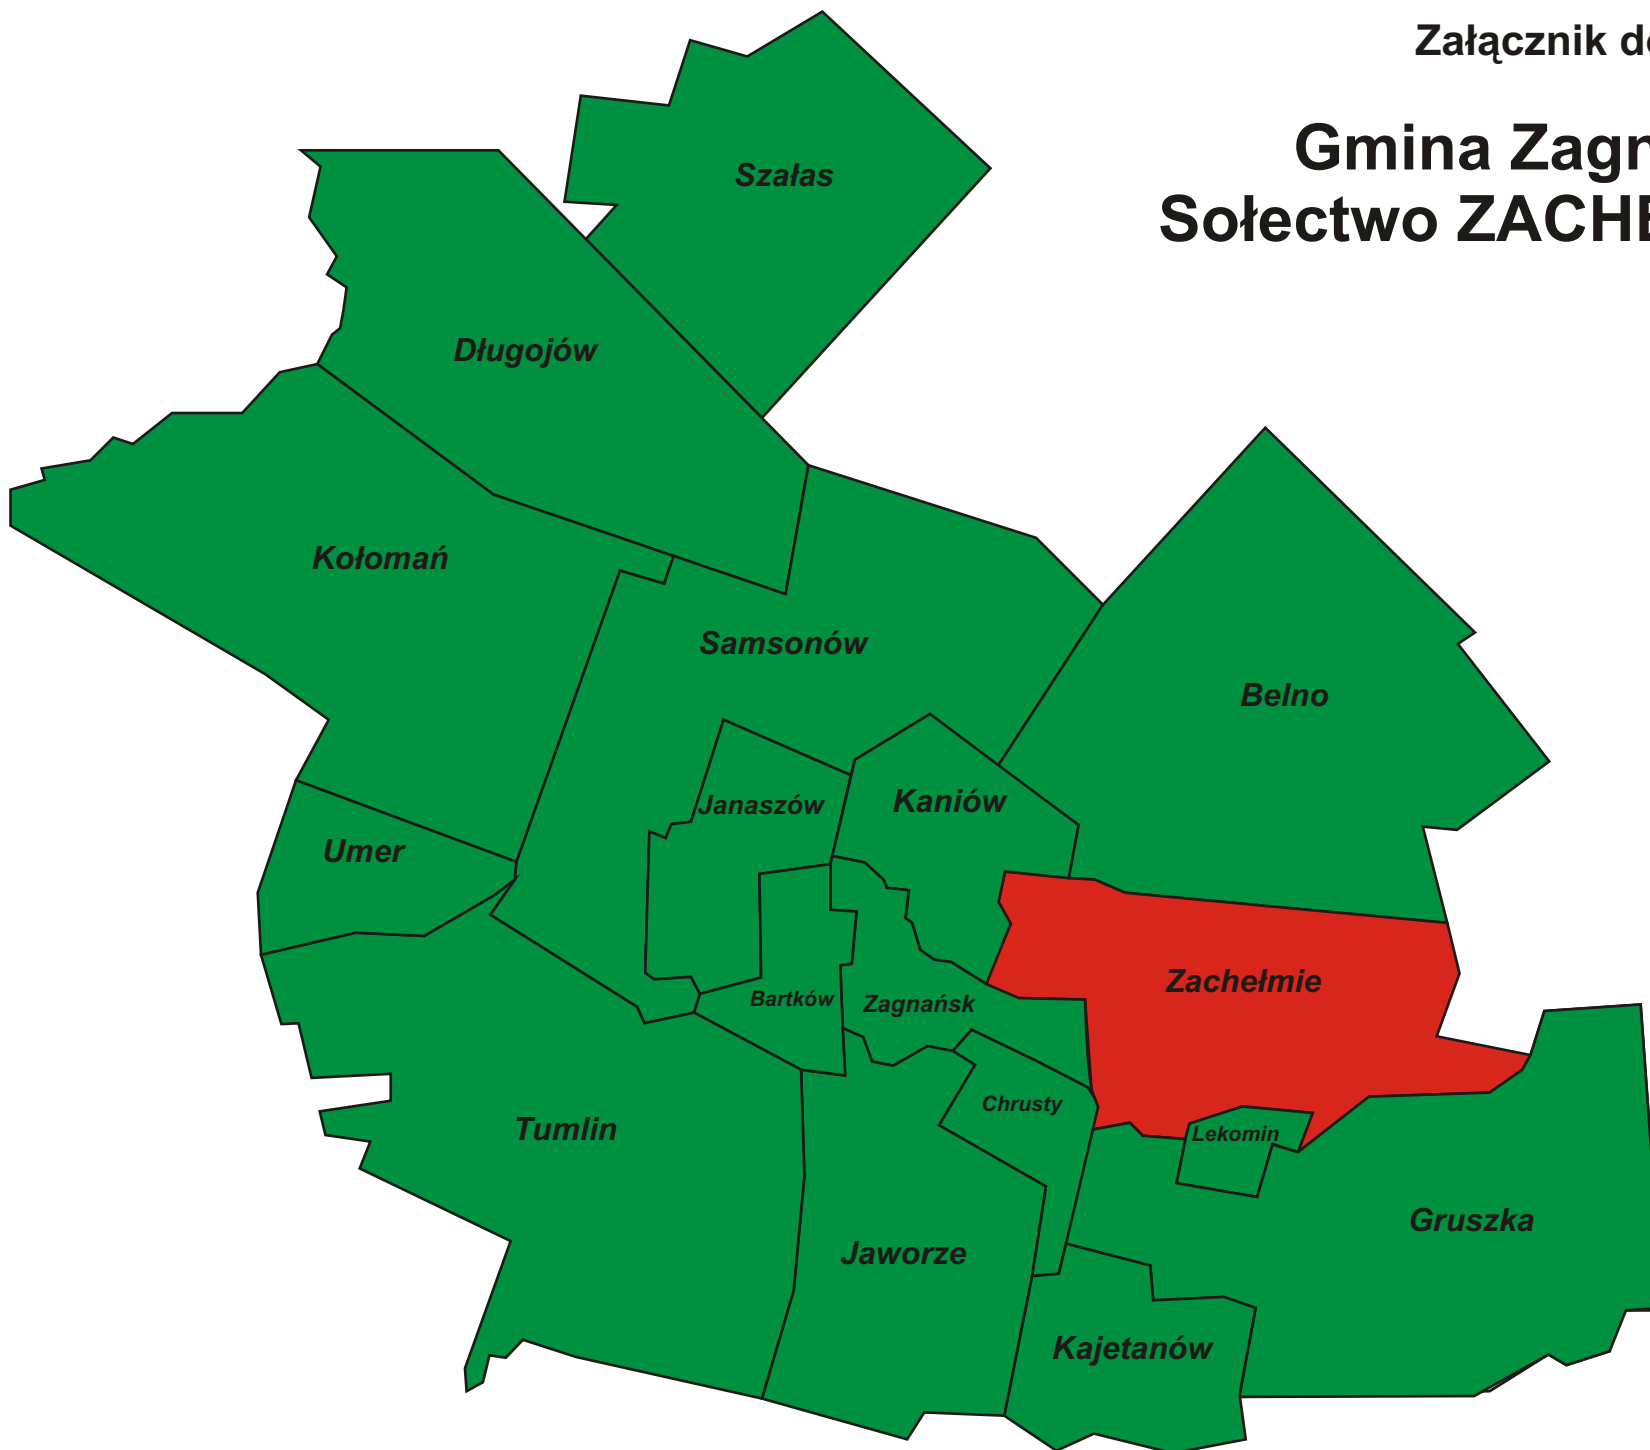 Załącznik do
Gmina Zagn
Sołectwo ZACHE
Szałas
Długojów
Kołomań
Samsonów
Belno
Janaszów
Kaniów
Umer
Zachełmie
Bartków
Zagnańsk
Chrusty
Tumlin
Lekomin
Gruszka
Jaworze
Kajetanów